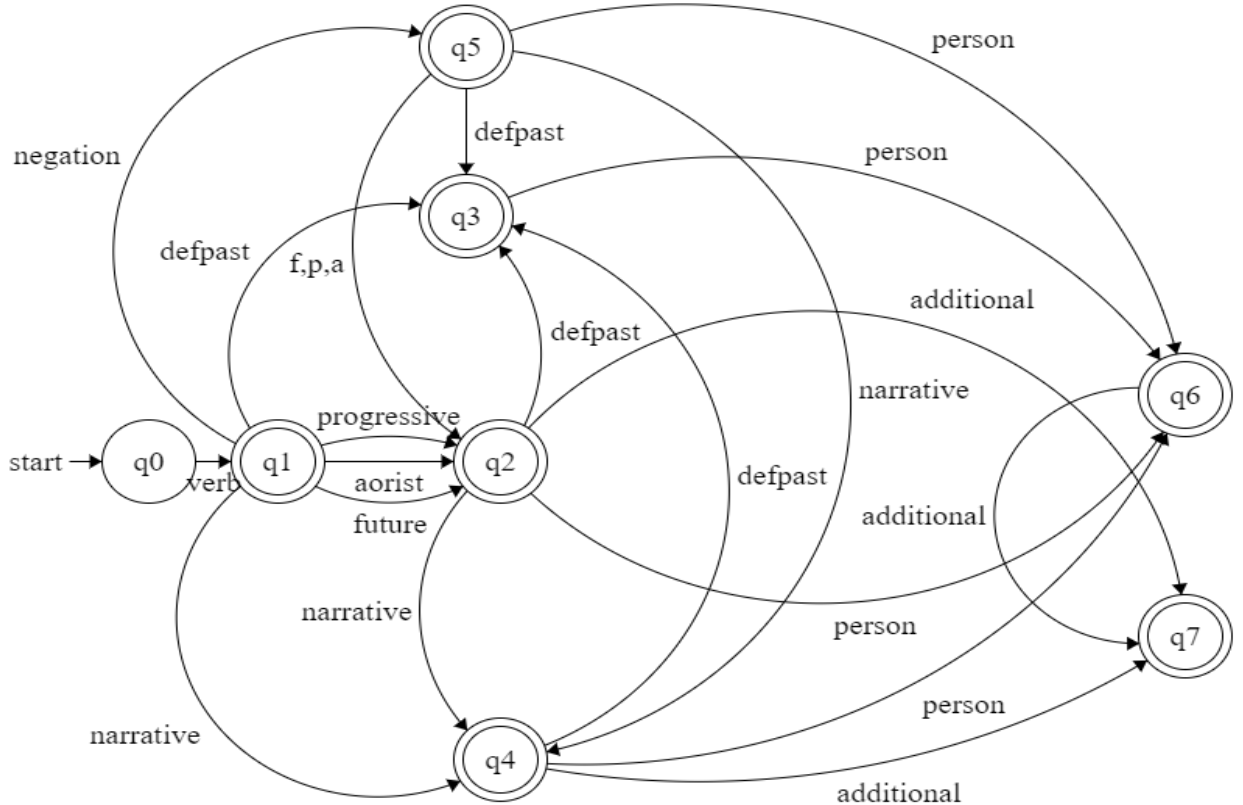 q5
person
defpast
negation
person
q3
defpast
f,p,a
additional
defpast
narrative
q6
progressive
start
q0
verb
q1
q2
aorist
defpast
future
additional
narrative
person
q7
person
narrative
q4
additional